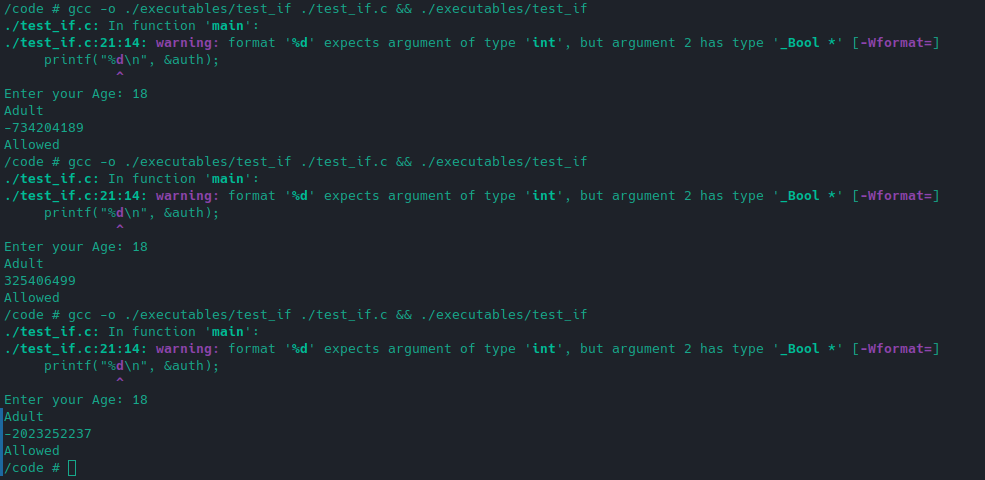 /code # gcc -o ./executables/test_if ./test_if.c && ./executables/test_if
./test_if.c: In function 'main':
./test_if.c:21:14: warning: format '%d' expects argument of type 'int', but argument 2 has type '_Bool *' [-Wformat=]
     printf("%d\n", &auth);
              ^
Enter your Age: 18
Adult
-734204189
Allowed
/code # gcc -o ./executables/test_if ./test_if.c && ./executables/test_if
./test_if.c: In function 'main':
./test_if.c:21:14: warning: format '%d' expects argument of type 'int', but argument 2 has type '_Bool *' [-Wformat=]
     printf("%d\n", &auth);
              ^
Enter your Age: 18
Adult
325406499
Allowed
/code # gcc -o ./executables/test_if ./test_if.c && ./executables/test_if
./test_if.c: In function 'main':
./test_if.c:21:14: warning: format '%d' expects argument of type 'int', but argument 2 has type '_Bool *' [-Wformat=]
     printf("%d\n", &auth);
              ^
Enter your Age: 18
Adult
-2023252237
Allowed
/code #